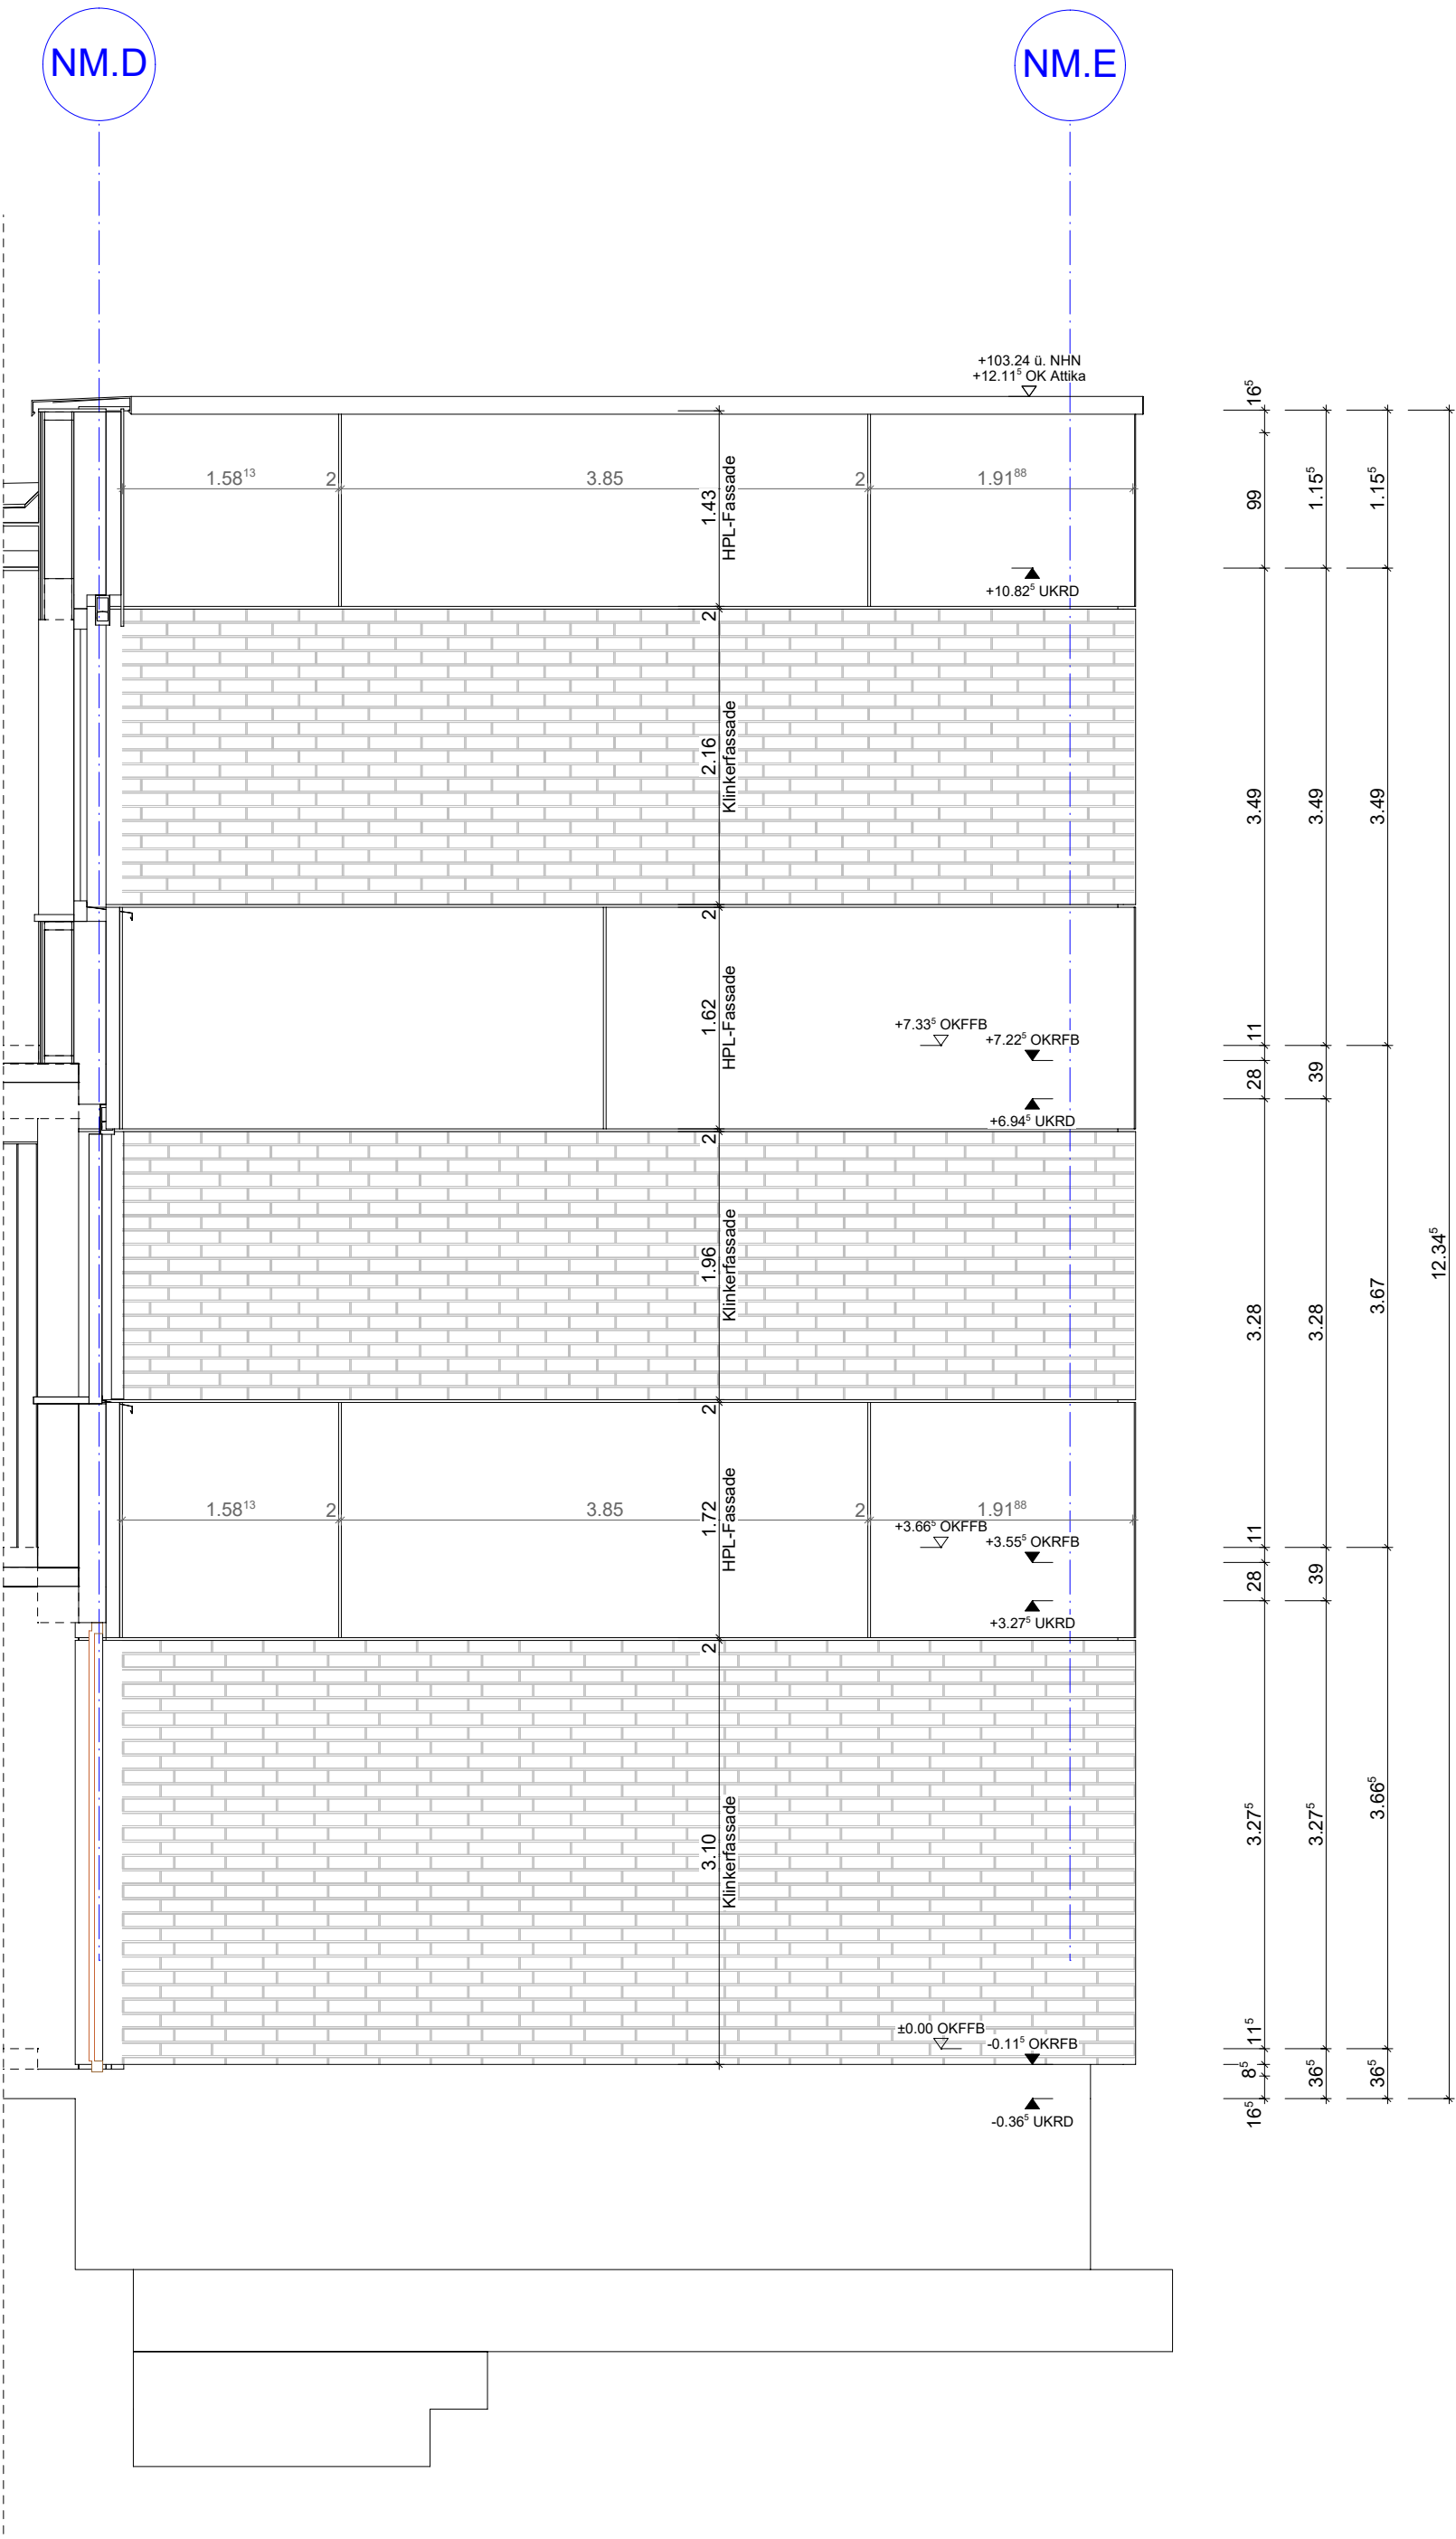 NM.D
NM.E
+103.24 ü. NHN
+12.11⁵ OK Attika
1.58¹³
2
3.85
2
1.91⁸⁸
1.43
HPL-Fassade
+10.82⁵ UKRD
2
2.16
Klinkerfassade
2
1.62
HPL-Fassade
+7.33⁵ OKFFB
+7.22⁵ OKRFB
+6.94⁵ UKRD
2
1.96
Klinkerfassade
2
1.58¹³
2
3.85
2
1.91⁸⁸
1.72
HPL-Fassade
+3.66⁵ OKFFB
+3.55⁵ OKRFB
+3.27⁵ UKRD
2
3.10
Klinkerfassade
±0.00 OKFFB
-0.11⁵ OKRFB
-0.36⁵ UKRD
16⁵
99
3.49
11
28
3.28
11
28
3.27⁵
11⁵
8⁵
16⁵
1.15⁵
3.49
39
3.28
39
3.27⁵
36⁵
1.15⁵
3.49
3.67
3.66⁵
36⁵
12.34⁵